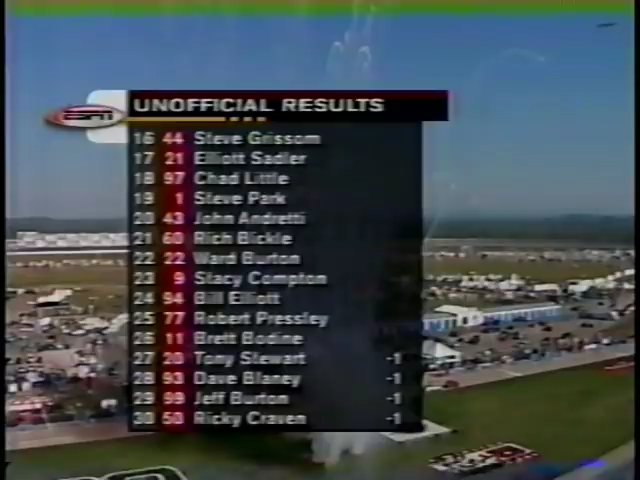 UNOFFICIAL RESULTS
ESPN
16 44 Steve Grissom
17 21 Elliott Sadler
18 97 Chad Little
19 1 Steve Park
20 43 John Andretti
21 60 Rich Bickle
22 22 Ward Burton
23 9 Stacy Compton
24 94 Bill Elliott
25 77 Robert Pressley
26 11 Brett Bodine
27 20 Tony Stewart -1
28 93 Dave Blaney -1
29 99 Jeff Burton -1
30 50 Ricky Craven -1